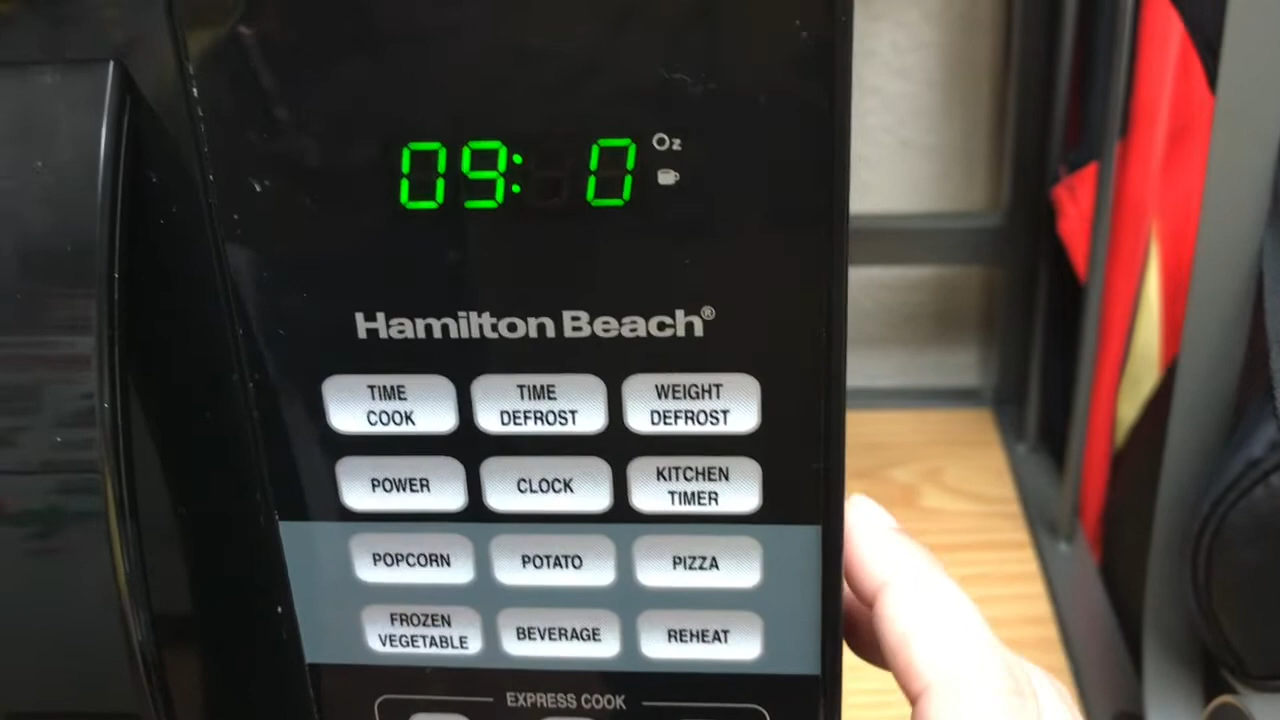 09: 0 Oz
Hamilton Beach®
TIME COOK
TIME DEFROST
WEIGHT DEFROST
POWER
CLOCK
KITCHEN TIMER
POPCORN
POTATO
PIZZA
FROZEN VEGETABLE
BEVERAGE
REHEAT
EXPRESS COOK